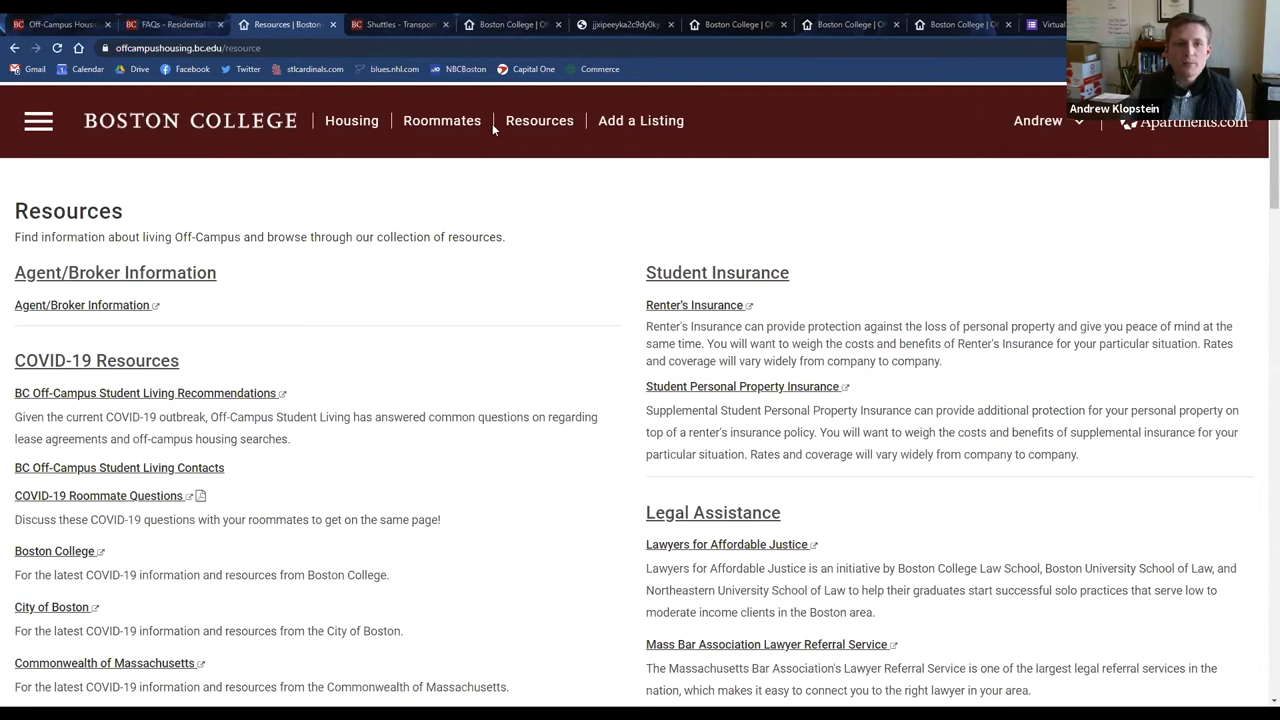 Off-Campus Housi
FAQs - Residential
Resources | Boston
Shuttles - Transpor
Boston College | O
jjxipeeyka2c9dy0ky
Boston College | O
Boston College | OF
Boston College | OF
Virtual
offcampushousing.bc.edu/resource
Gmail
Calendar
Drive
Facebook
Twitter
stlcardinals.com
blues.nhl.com
NBCBoston
Capital One
Commerce
Andrew Klopstein
BOSTON COLLEGE
Housing
Roommates
Resources
Add a Listing
Andrew
Apartments.com
Resources
Find information about living Off-Campus and browse through our collection of resources.
Agent/Broker Information
Agent/Broker Information
COVID-19 Resources
BC Off-Campus Student Living Recommendations
Given the current COVID-19 outbreak, Off-Campus Student Living has answered common questions on regarding
lease agreements and off-campus housing searches.
BC Off-Campus Student Living Contacts
COVID-19 Roommate Questions
Discuss these COVID-19 questions with your roommates to get on the same page!
Boston College
For the latest COVID-19 information and resources from Boston College.
City of Boston
For the latest COVID-19 information and resources from the City of Boston.
Commonwealth of Massachusetts
For the latest COVID-19 information and resources from the Commonwealth of Massachusetts.
Student Insurance
Renter's Insurance
Renter's Insurance can provide protection against the loss of personal property and give you peace of mind at the
same time. You will want to weigh the costs and benefits of Renter's Insurance for your particular situation. Rates
and coverage will vary widely from company to company.
Student Personal Property Insurance
Supplemental Student Personal Property Insurance can provide additional protection for your personal property on
top of a renter's insurance policy. You will want to weigh the costs and benefits of supplemental insurance for your
particular situation. Rates and coverage will vary widely from company to company.
Legal Assistance
Lawyers for Affordable Justice
Lawyers for Affordable Justice is an initiative by Boston College Law School, Boston University School of Law, and
Northeastern University School of Law to help their graduates start successful solo practices that serve low to
moderate income clients in the Boston area.
Mass Bar Association Lawyer Referral Service
The Massachusetts Bar Association's Lawyer Referral Service is one of the largest legal referral services in the
nation, which makes it easy to connect you to the right lawyer in your area.